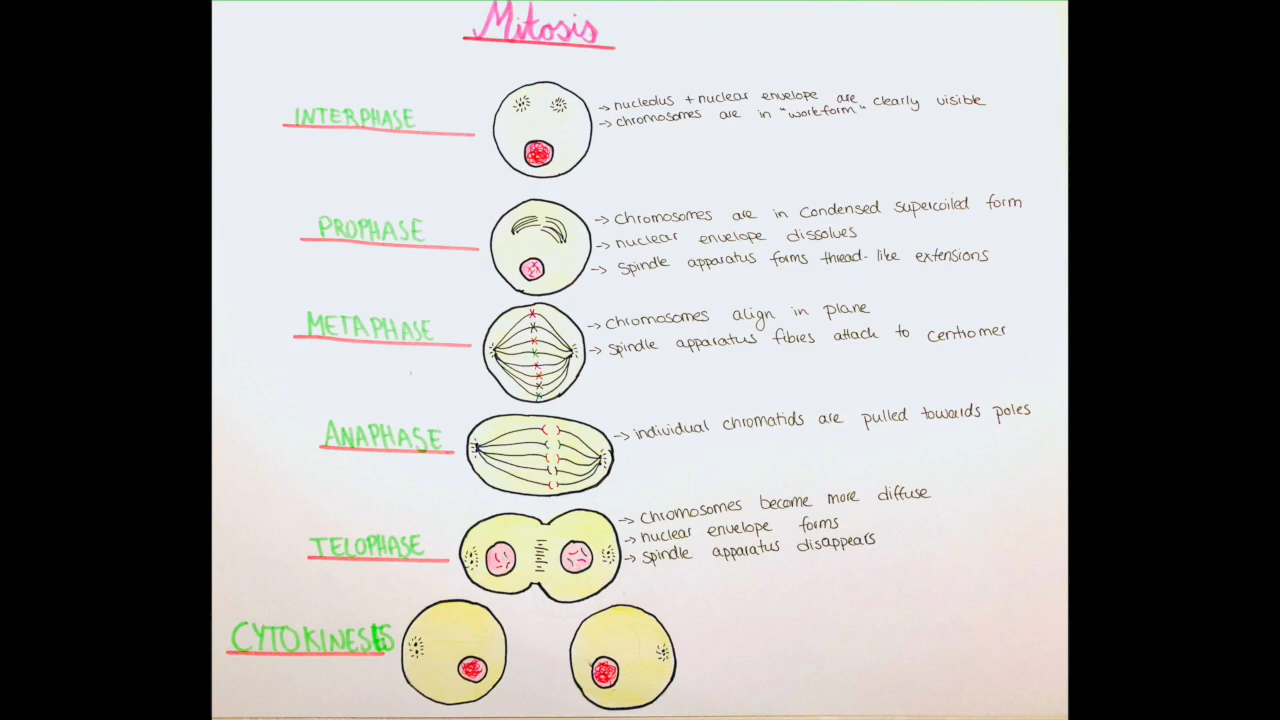 Mitosis
INTERPHASE
→ nucleolus + nuclear envelope are clearly visible
→ chromosomes are in "workform"
PROPHASE
→ chromosomes are in condensed supercoiled form
→ nuclear envelope dissolves
→ spindle apparatus forms thread-like extensions
METAPHASE
→ chromosomes align in plane
→ spindle apparatus fibres attach to centromer
ANAPHASE
→ individual chromatids are pulled towards poles
TELOPHASE
→ chromosomes become more diffuse
→ nuclear envelope forms
→ spindle apparatus disappears
CYTOKINESIS